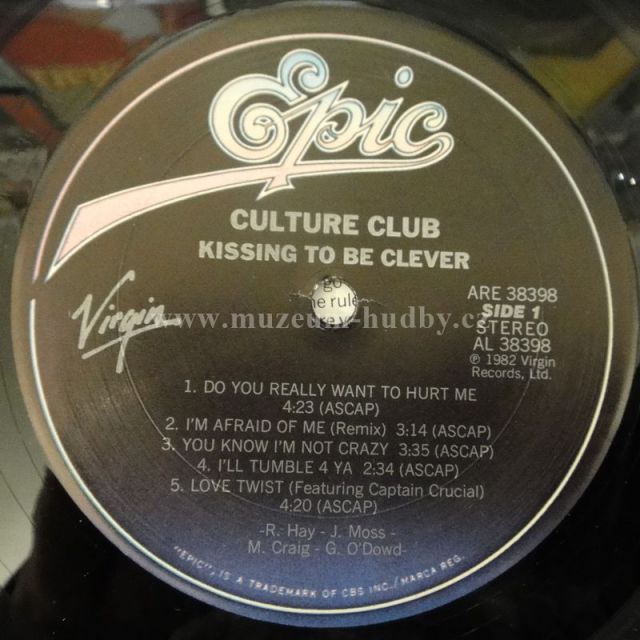 Epic
CULTURE CLUB
KISSING TO BE CLEVER
go
he rule
Virgin
ARE 38398
SIDE 1
STEREO
AL 38398
℗ 1982 Virgin
Records, Ltd.
www.muzeum-hudby.cz
1. DO YOU REALLY WANT TO HURT ME
4:23 (ASCAP)
2. I'M AFRAID OF ME (Remix) 3:14 (ASCAP)
3. YOU KNOW I'M NOT CRAZY 3:35 (ASCAP)
4. I'LL TUMBLE 4 YA 2:34 (ASCAP)
5. LOVE TWIST (Featuring Captain Crucial)
4:20 (ASCAP)
-R. Hay - J. Moss -
M. Craig - G. O'Dowd-
"EPIC", IS A TRADEMARK OF CBS INC./MARCA REG.